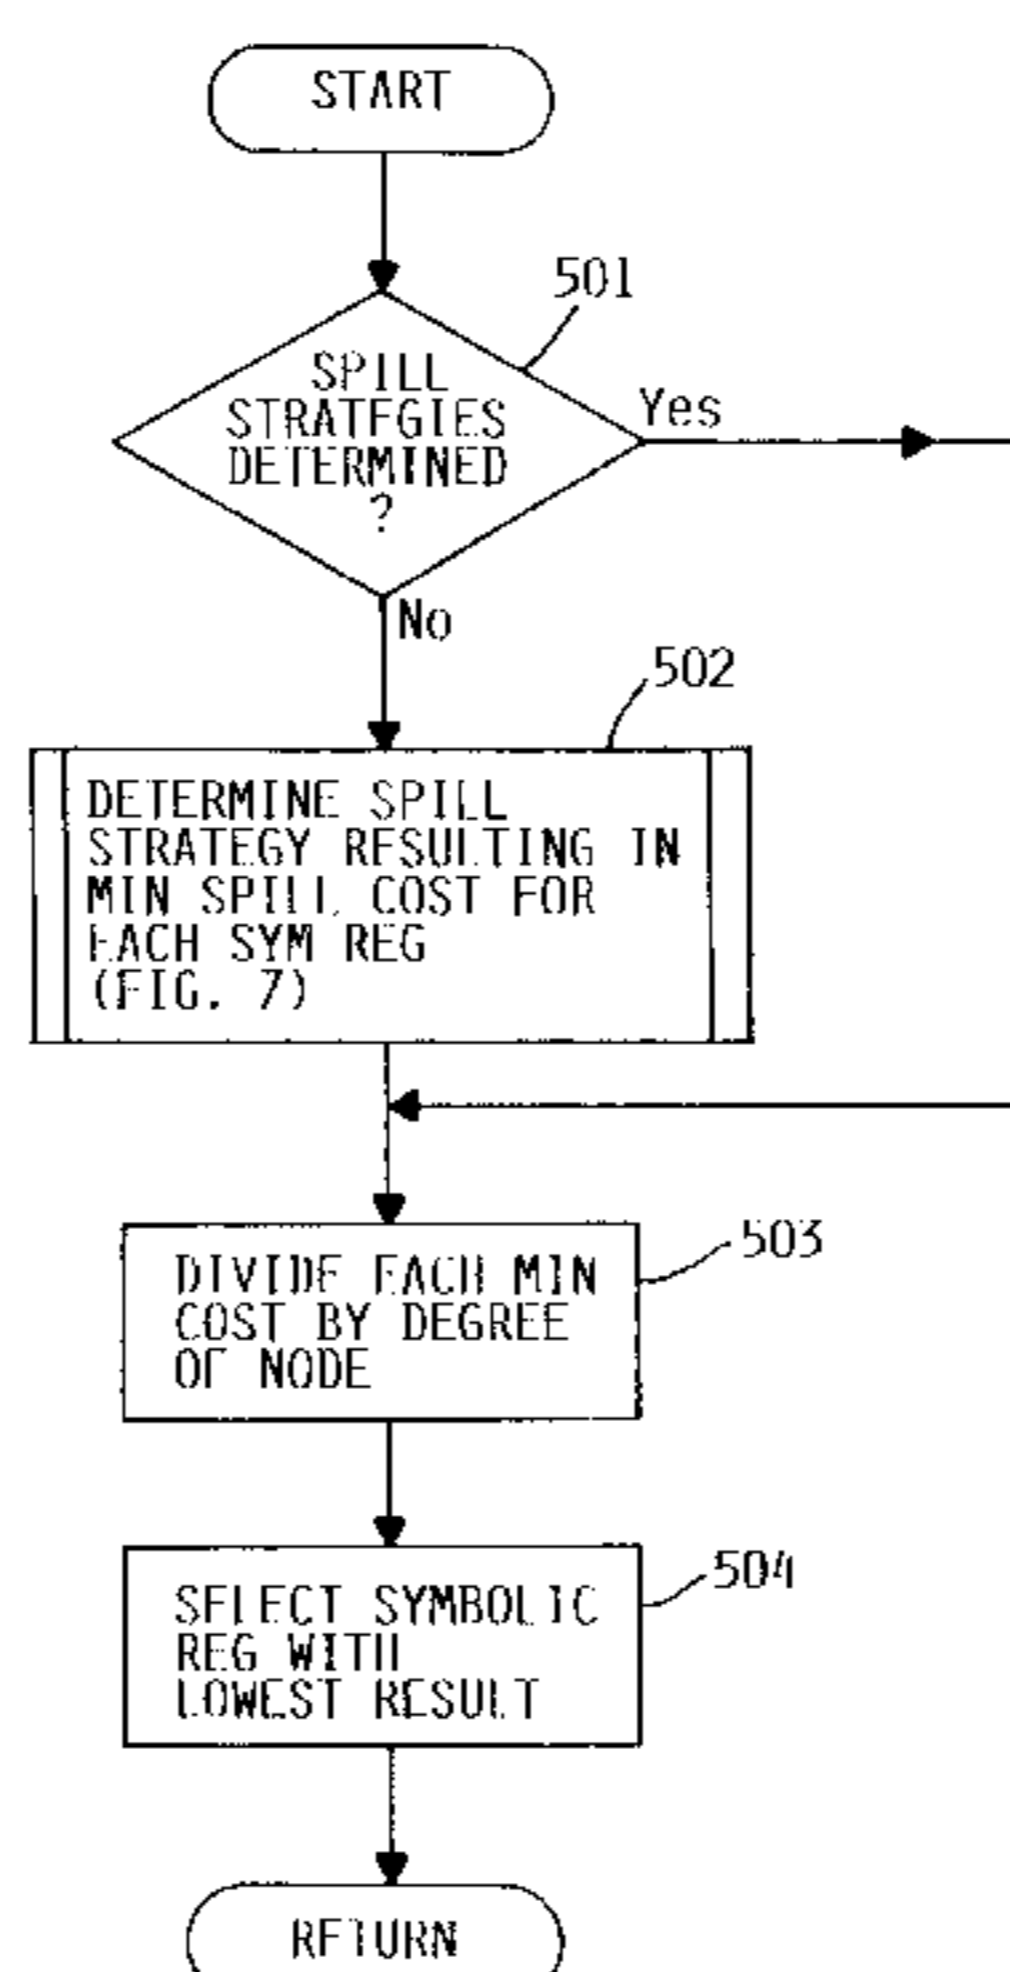 START
501
SPILL
STRATEGIES
DETERMINED
?
Yes
No
502
DETERMINE SPILL
STRATEGY RESULTING IN
MIN SPILL COST FOR
EACH SYM REG
(FIG. 7)
503
DIVIDE EACH MIN
COST BY DEGREE
OF NODE
504
SELECT SYMBOLIC
REG WITH
LOWEST RESULT
RETURN